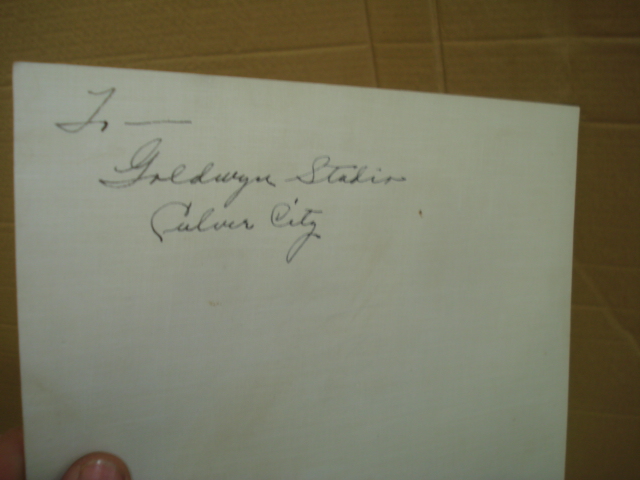 To —
Goldwyn Studios
Culver City